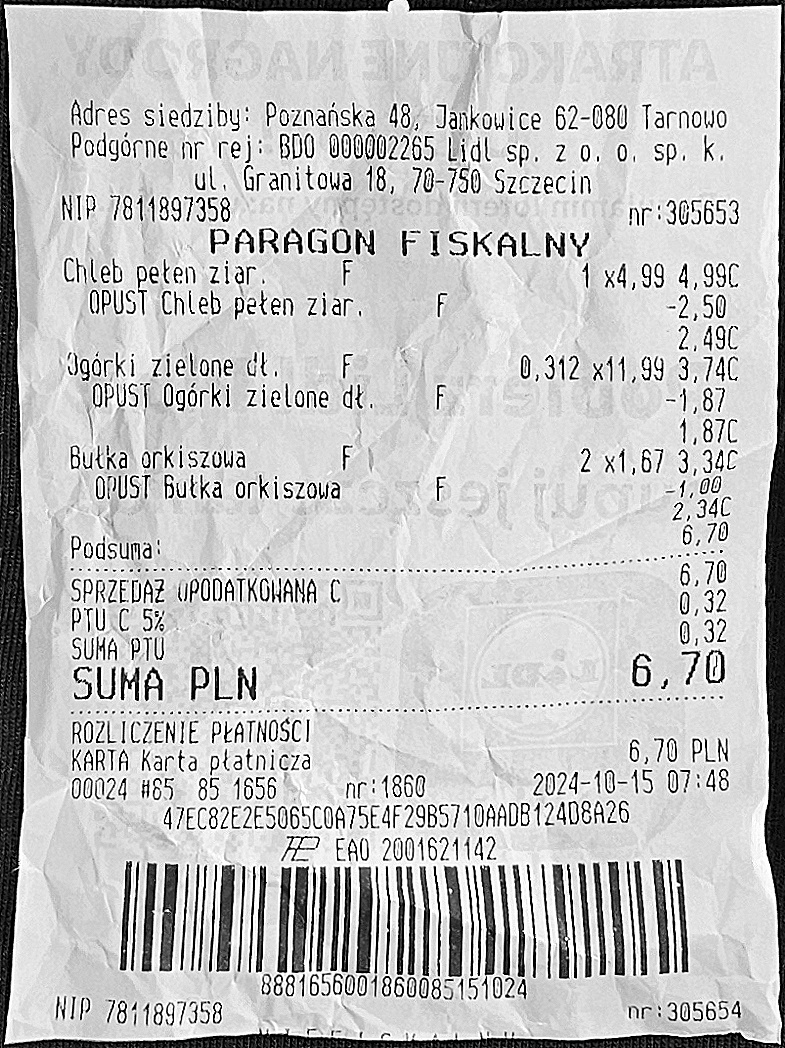 Adres siedziby: Poznańska 48, Jankowice 62-080 Tarnowo
Podgórne nr rej: BDO 000002265 Lidl sp. z o. o. sp. k.
ul. Granitowa 18, 70-750 Szczecin
NIP 7811897358 nr:305653
PARAGON FISKALNY
Chleb pełen ziar. F 1 x4,99 4,99C
OPUST Chleb pełen ziar. F -2,50
2,49C
Ogórki zielone dł. F 0,312 x11,99 3,74C
OPUST Ogórki zielone dł. F -1,87
1,87C
Bułka orkiszowa F 2 x1,67 3,34C
OPUST Bułka orkiszowa F -1,00
2,34C
Podsuma: 6,70
SPRZEDAŻ OPODATKOWANA C 6,70
PTU C 5% 0,32
SUMA PTU 0,32
SUMA PLN 6,70
ROZLICZENIE PŁATNOŚCI
KARTA Karta płatnicza 6,70 PLN
00024 #85 85 1656 nr:1860 2024-10-15 07:48
47EC82E2E5065C0A75E4F29B5710AADB124D8A26
EAO 2001621142
8881656001860085151024
NIP 7811897358 nr:305654